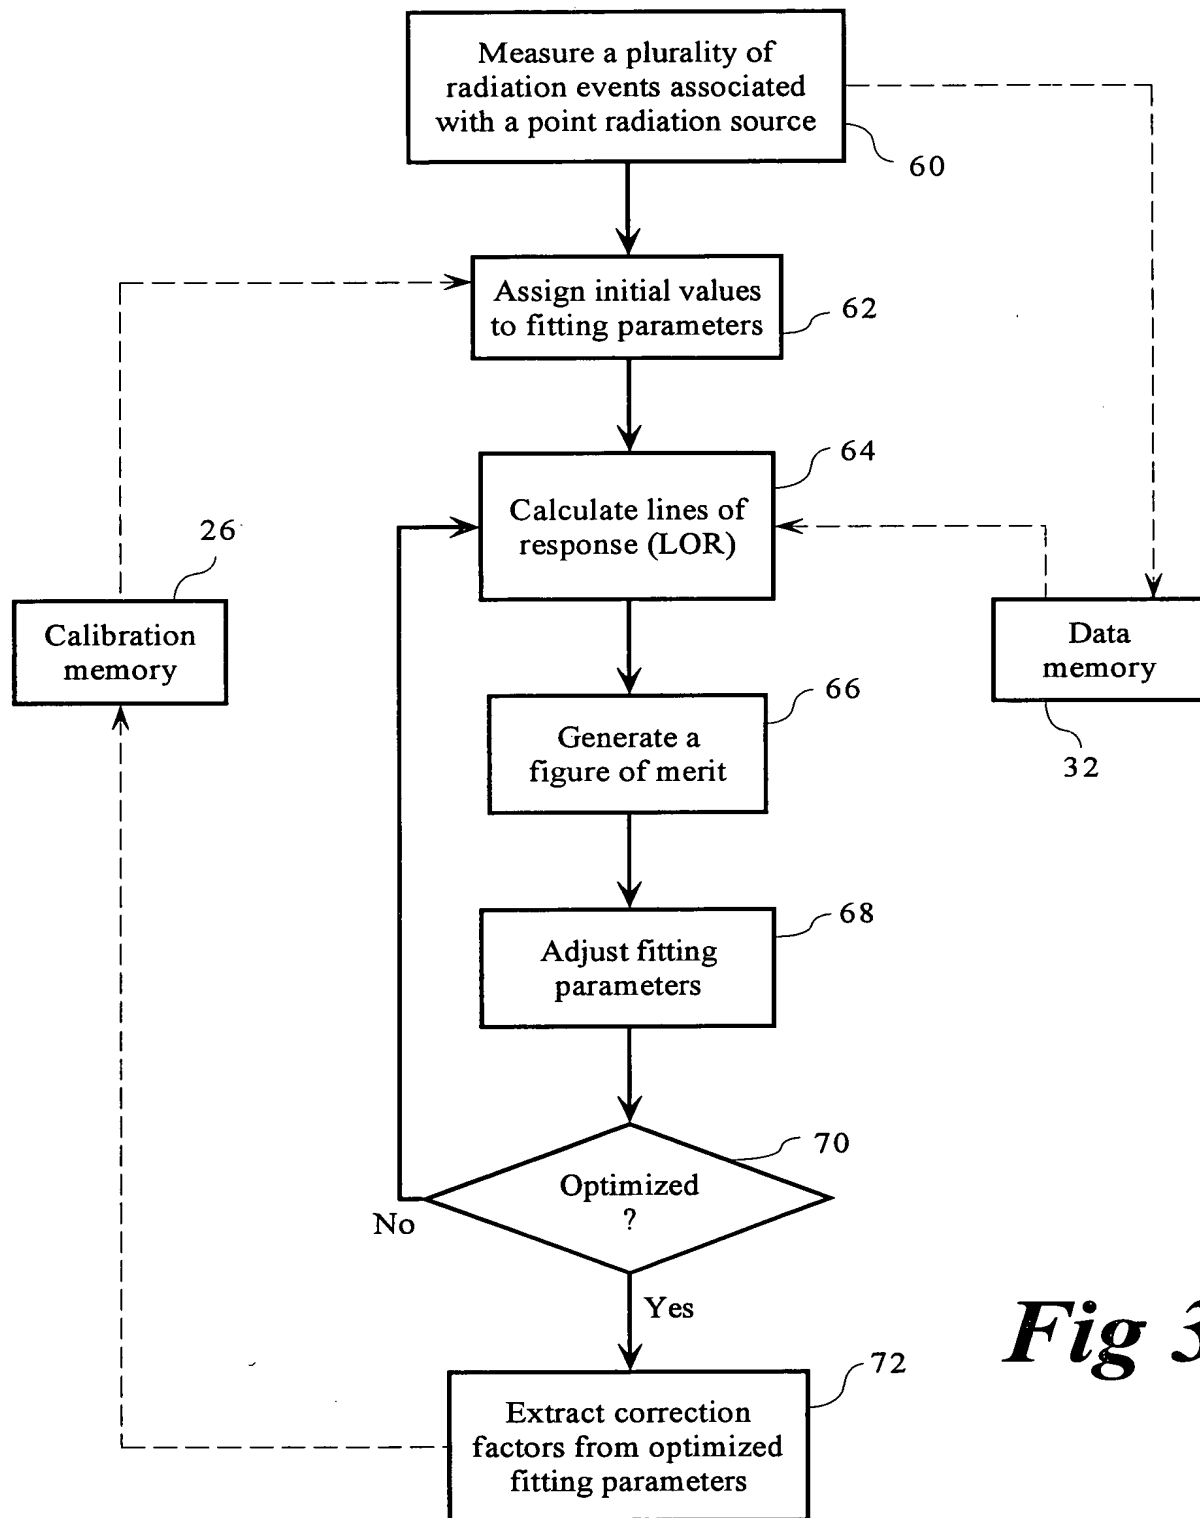 Measure a plurality of
radiation events associated
with a point radiation source
60
Assign initial values
to fitting parameters
62
64
Calculate lines of
response (LOR)
26
Calibration
memory
Data
memory
32
66
Generate a
figure of merit
68
Adjust fitting
parameters
70
Optimized
?
No
Yes
Fig 3
72
Extract correction
factors from optimized
fitting parameters